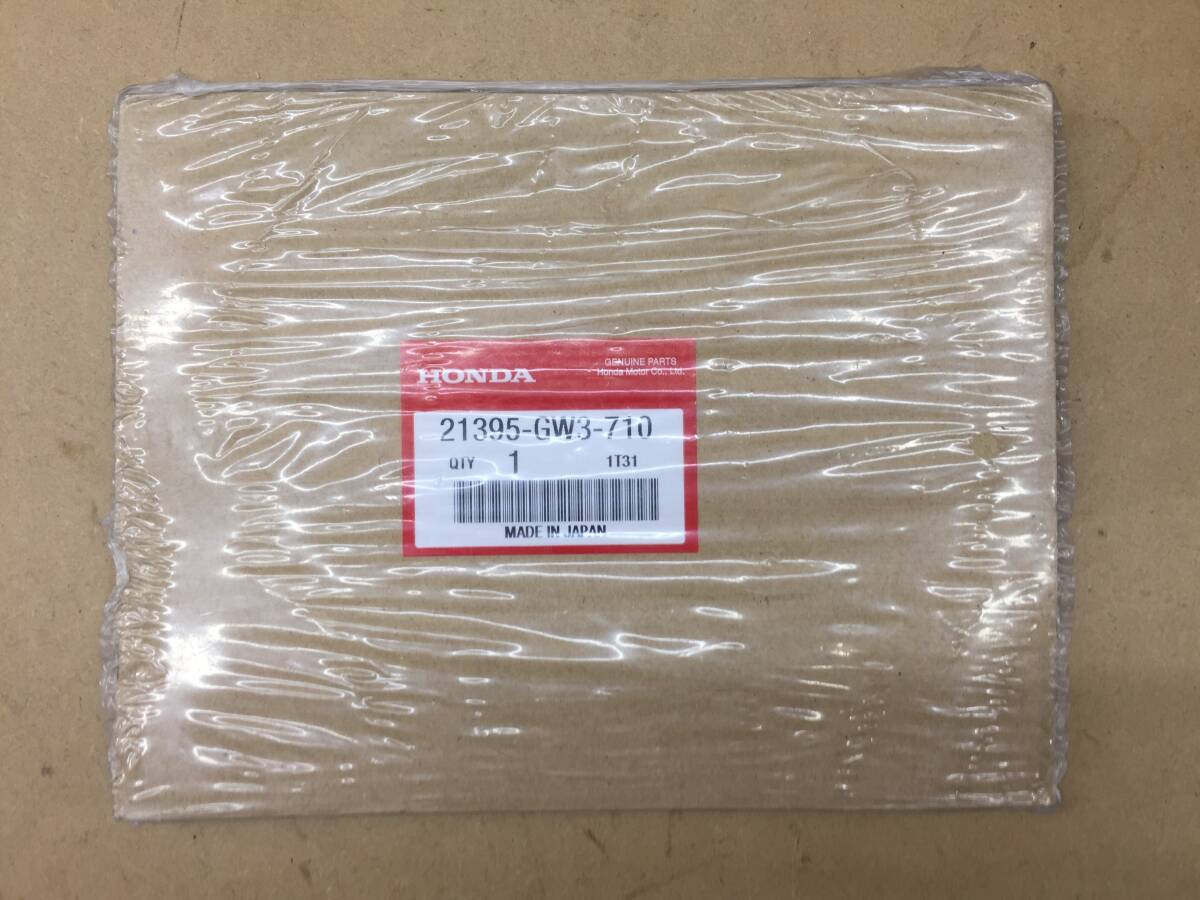 GENUINE PARTS
HONDA Honda Motor Co., Ltd.
21395-GW3-710
QTY 1 1T31
MADE IN JAPAN